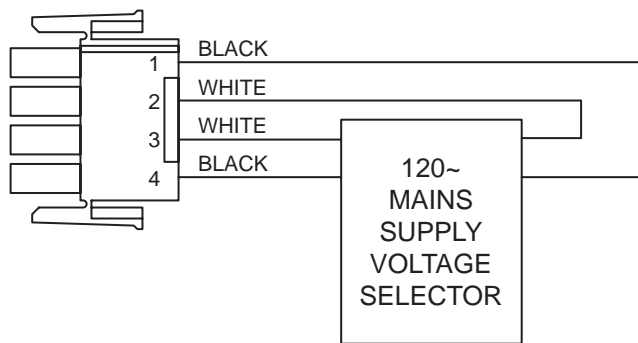 1 BLACK
2 WHITE
3 WHITE
4 BLACK
120~
MAINS
SUPPLY
VOLTAGE
SELECTOR